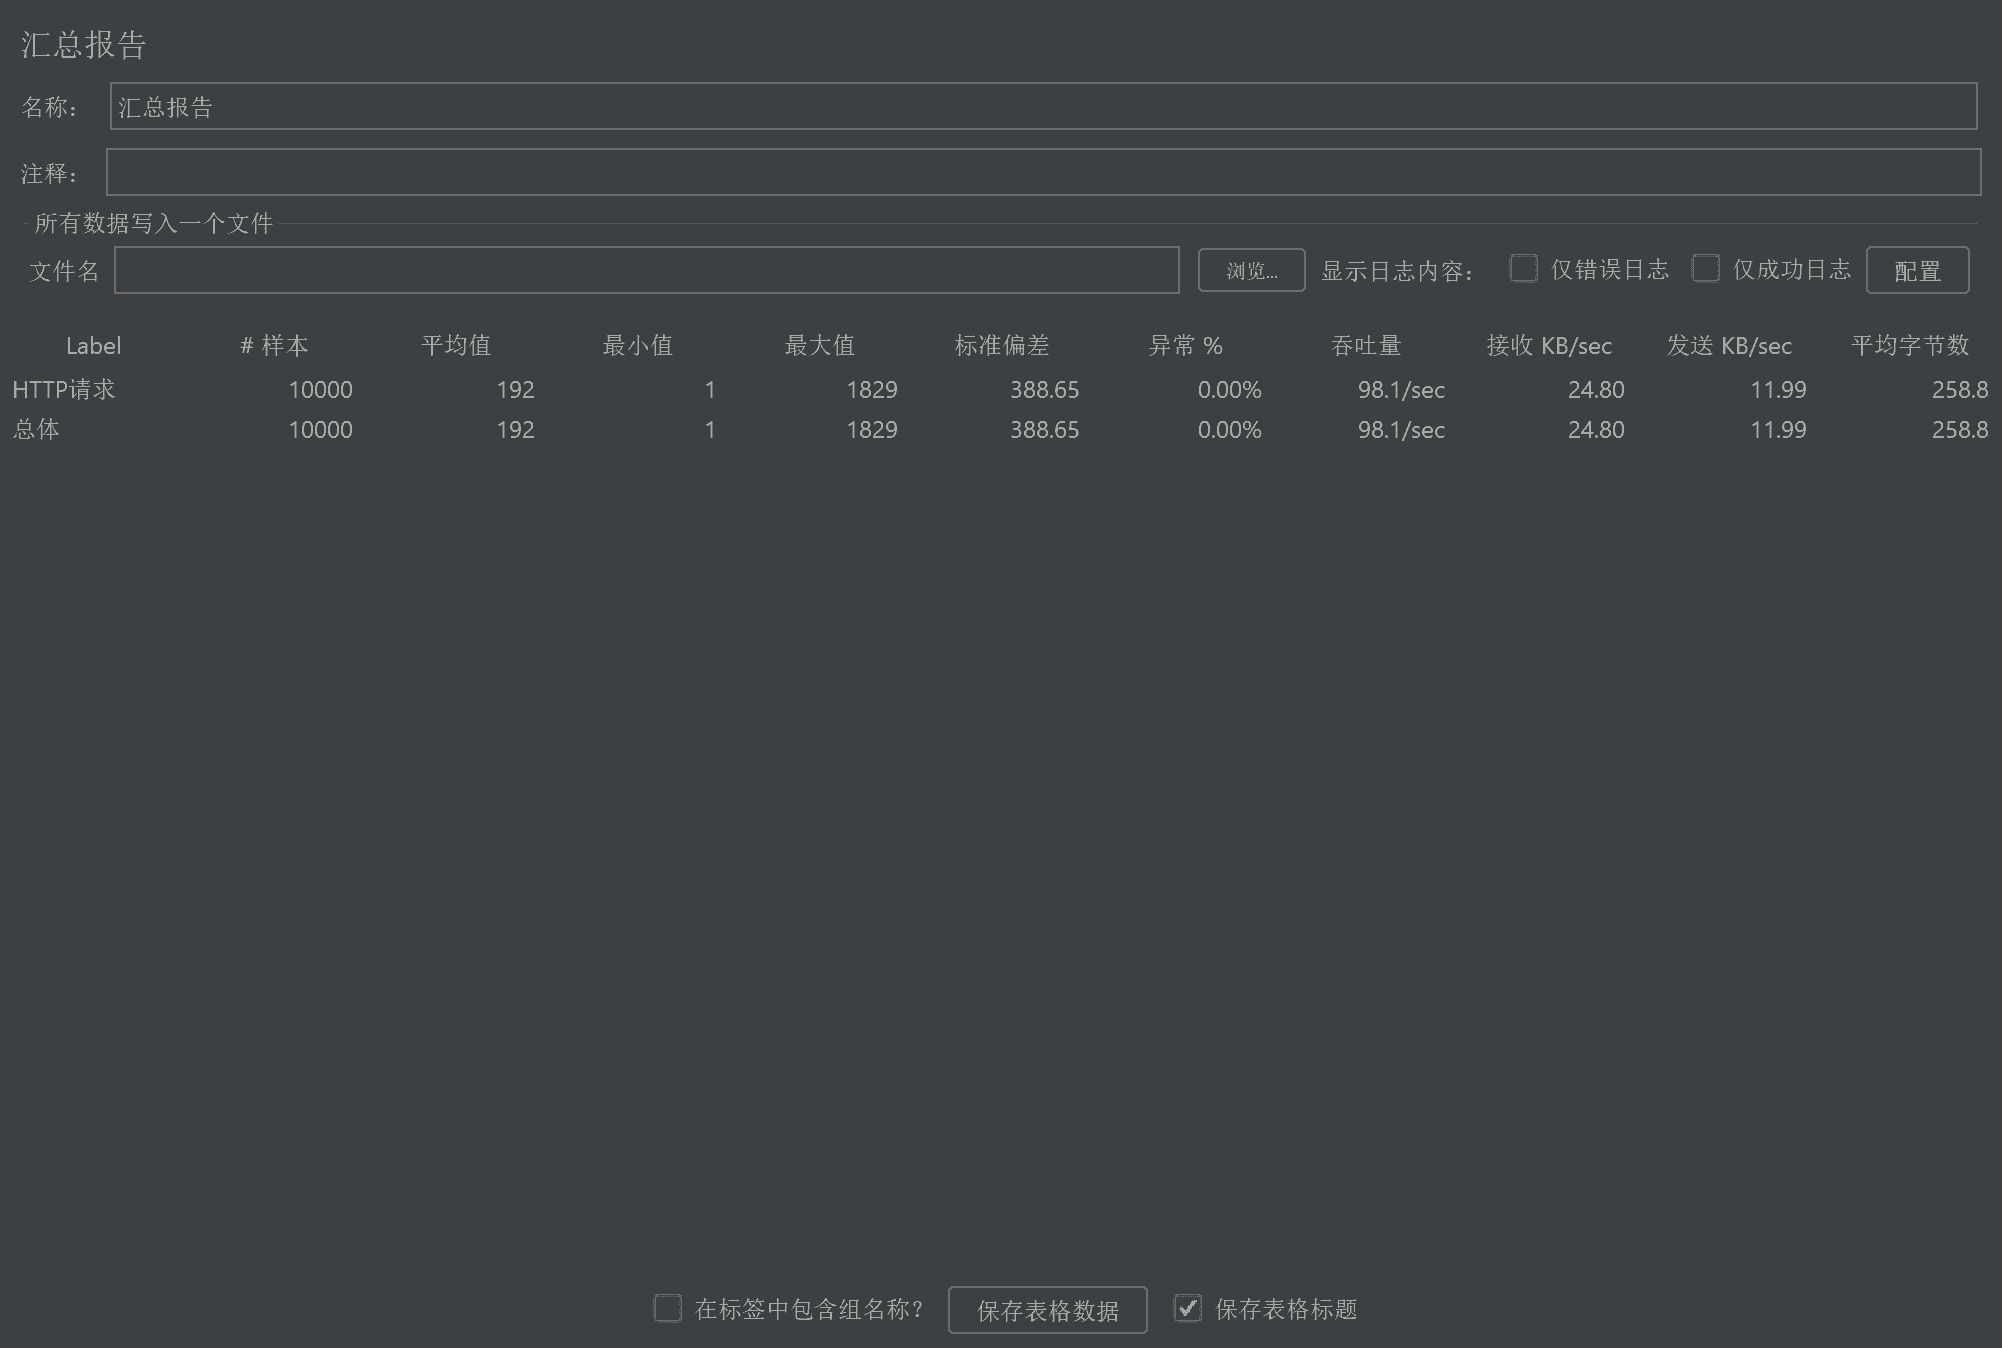 汇总报告
名称： 汇总报告
注释：
所有数据写入一个文件
文件名 浏览... 显示日志内容： 仅错误日志 仅成功日志 配置
Label # 样本 平均值 最小值 最大值 标准偏差 异常 % 吞吐量 接收 KB/sec 发送 KB/sec 平均字节数
HTTP请求 10000 192 1 1829 388.65 0.00% 98.1/sec 24.80 11.99 258.8
总体 10000 192 1 1829 388.65 0.00% 98.1/sec 24.80 11.99 258.8
在标签中包含组名称？ 保存表格数据 保存表格标题